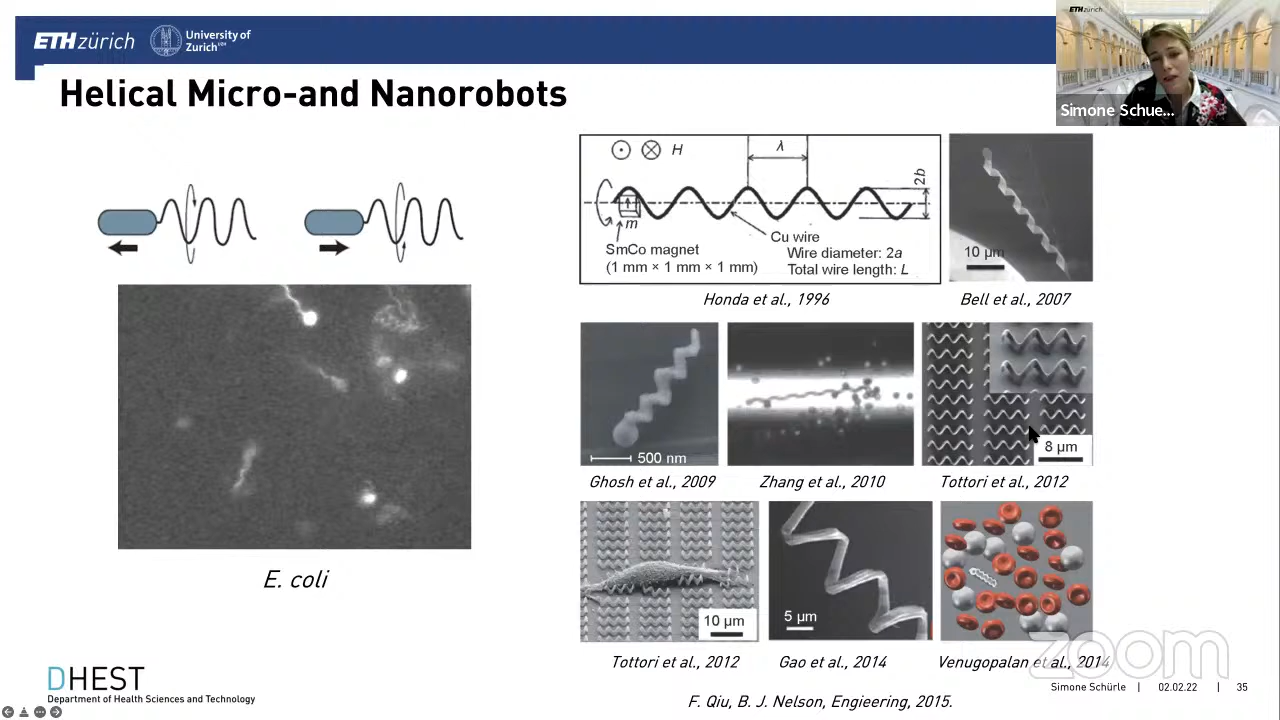 ETH zürich
University of
Zurich UZH
ETH zürich
Simone Schue...
Helical Micro-and Nanorobots
H
λ
2b
m
SmCo magnet
(1 mm × 1 mm × 1 mm)
Cu wire
Wire diameter: 2a
Total wire length: L
10 μm
Honda et al., 1996
Bell et al., 2007
500 nm
8 μm
Ghosh et al., 2009
Zhang et al., 2010
Tottori et al., 2012
E. coli
10 μm
5 μm
Tottori et al., 2012
Gao et al., 2014
Venugopalan et al., 2014
zoom
DHEST
Department of Health Sciences and Technology
Simone Schürle | 02.02.22 | 35
F. Qiu, B. J. Nelson, Engieering, 2015.